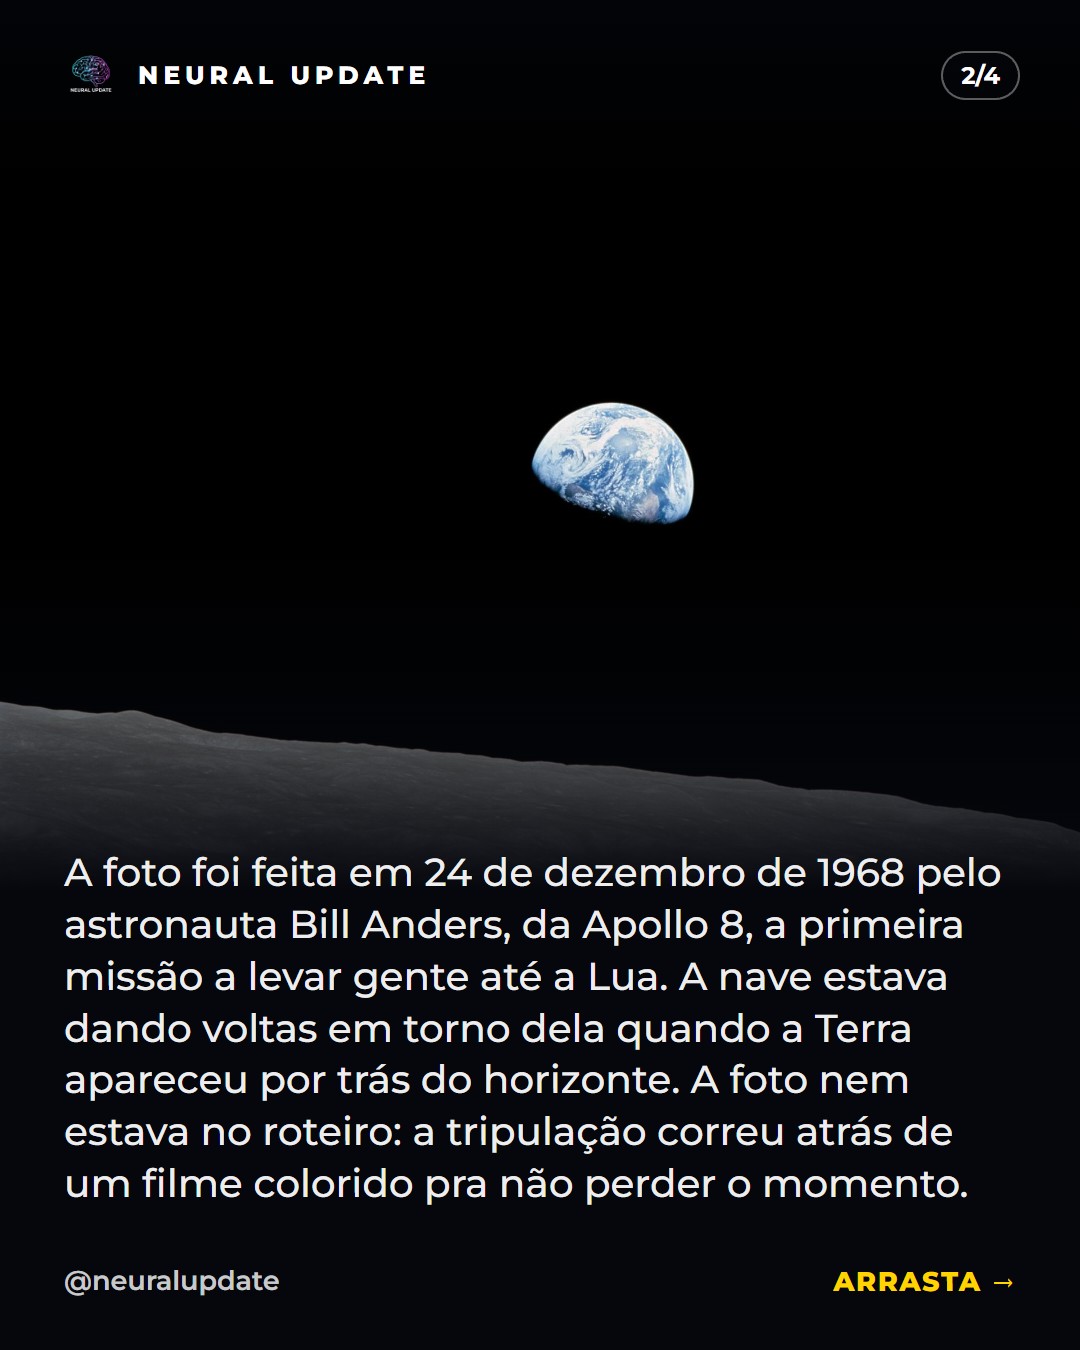 NEURAL UPDATE
NEURAL UPDATE
2/4
A foto foi feita em 24 de dezembro de 1968 pelo
astronauta Bill Anders, da Apollo 8, a primeira
missão a levar gente até a Lua. A nave estava
dando voltas em torno dela quando a Terra
apareceu por trás do horizonte. A foto nem
estava no roteiro: a tripulação correu atrás de
um filme colorido pra não perder o momento.
@neuralupdate
ARRASTA →